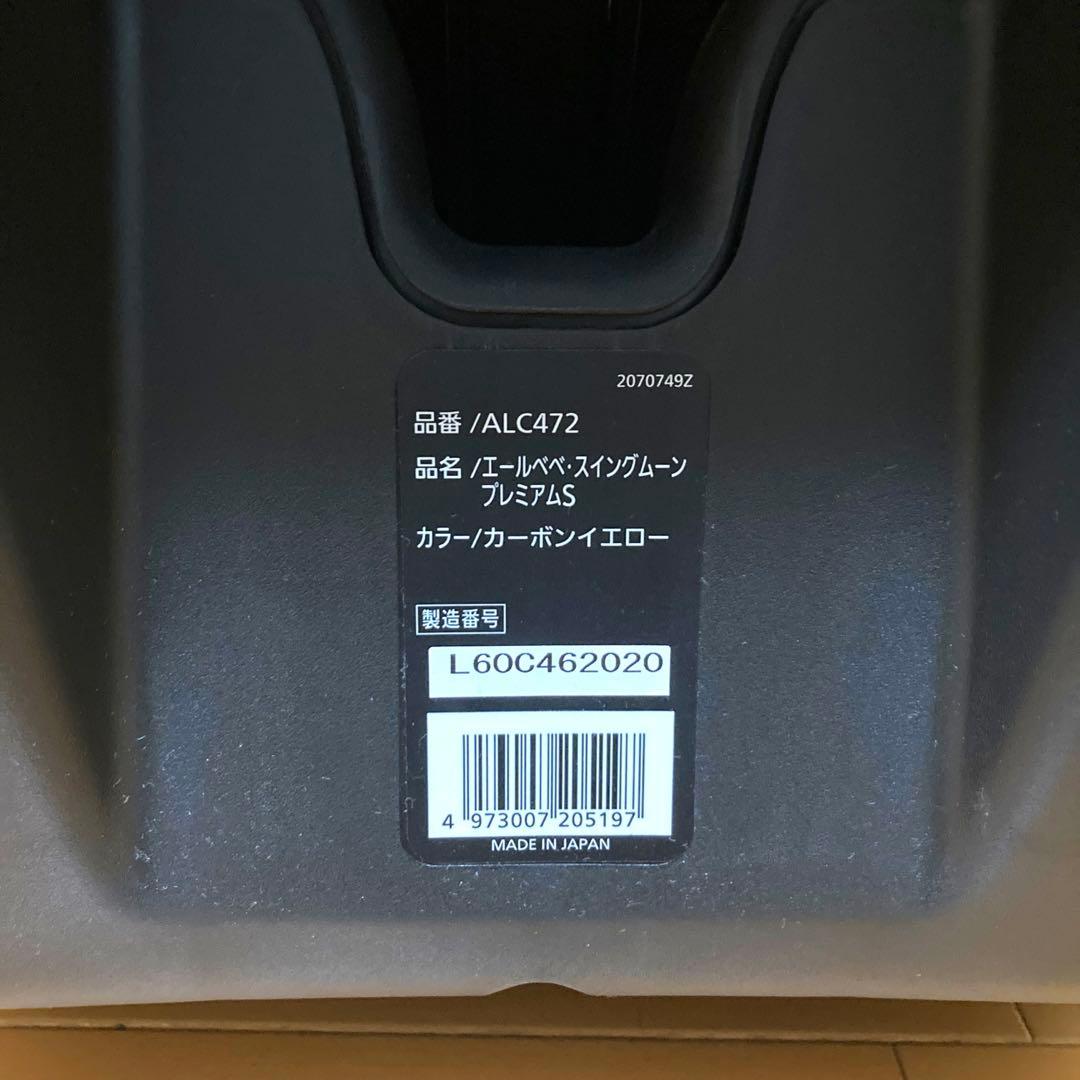 2070749Z
品番/ALC472
品名/エールベベ・スイングムーン
プレミアムS
カラー/カーボンイエロー
製造番号
L60C462020
4 973007 205197
MADE IN JAPAN